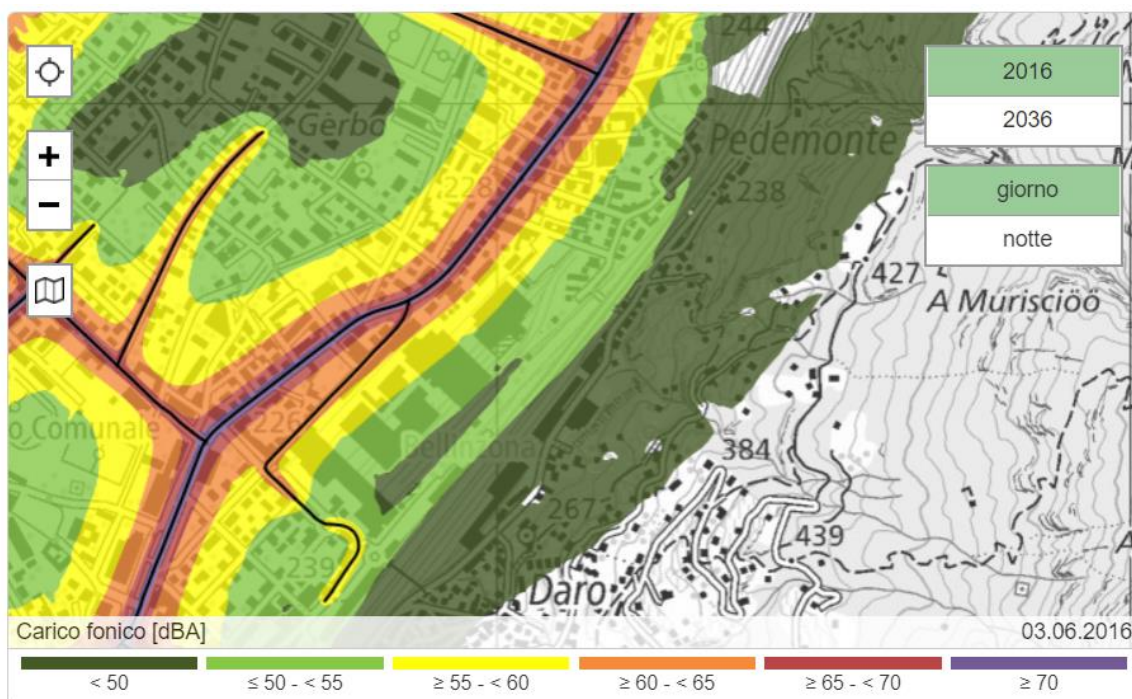 244
2016
Gerbo
Pedemonte
2036
+
228
238
giorno
−
notte
427
A Murisciöö
o Comunale
226
Bellinzona
384
267
439
239
Daro
Carico fonico [dBA]
03.06.2016
< 50
≤ 50 - < 55
≥ 55 - < 60
≥ 60 - < 65
≥ 65 - < 70
≥ 70